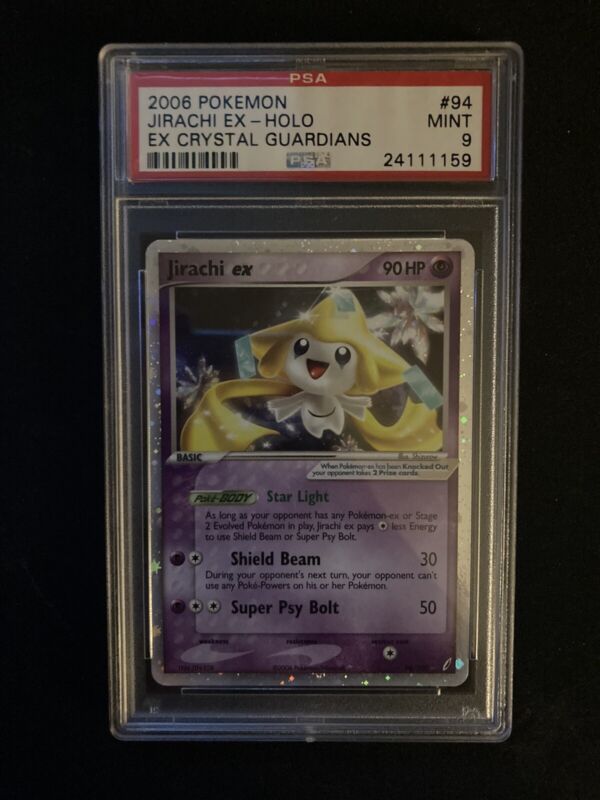 PSA
2006 POKEMON #94
JIRACHI EX-HOLO MINT
EX CRYSTAL GUARDIANS 9
PSA 24111159
Jirachi ex 90 HP
BASIC
When Pokémon-ex has been Knocked Out
your opponent takes 2 Prize cards.
Poké-BODY Star Light
As long as your opponent has any Pokémon-ex or Stage
2 Evolved Pokémon in play, Jirachi ex pays less Energy
to use Shield Beam or Super Psy Bolt.
Shield Beam 30
During your opponent's next turn, your opponent can't
use any Poké-Powers on his or her Pokémon.
Super Psy Bolt 50
weakness resistance retreat cost
©2006